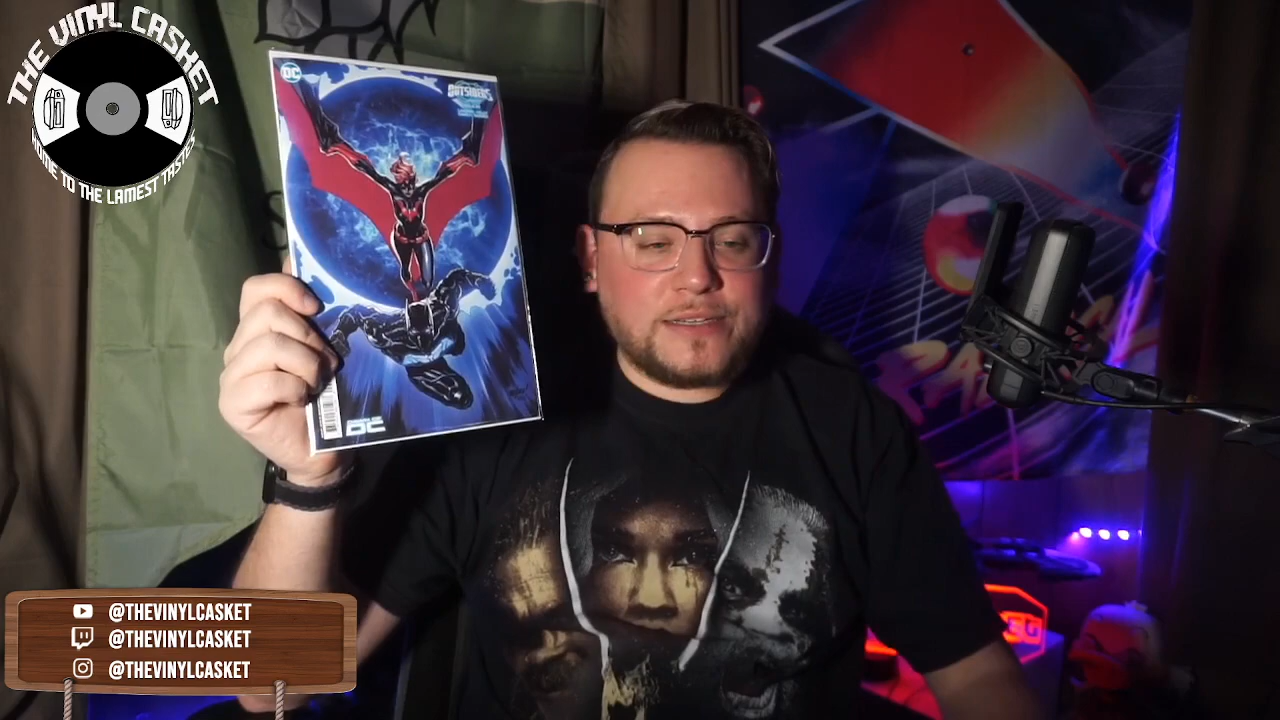 THE VINYL CASKET
HOME TO THE LAMEST TASTES
DC
OUTSIDERS
DC
@THEVINYLCASKET
@THEVINYLCASKET
@THEVINYLCASKET